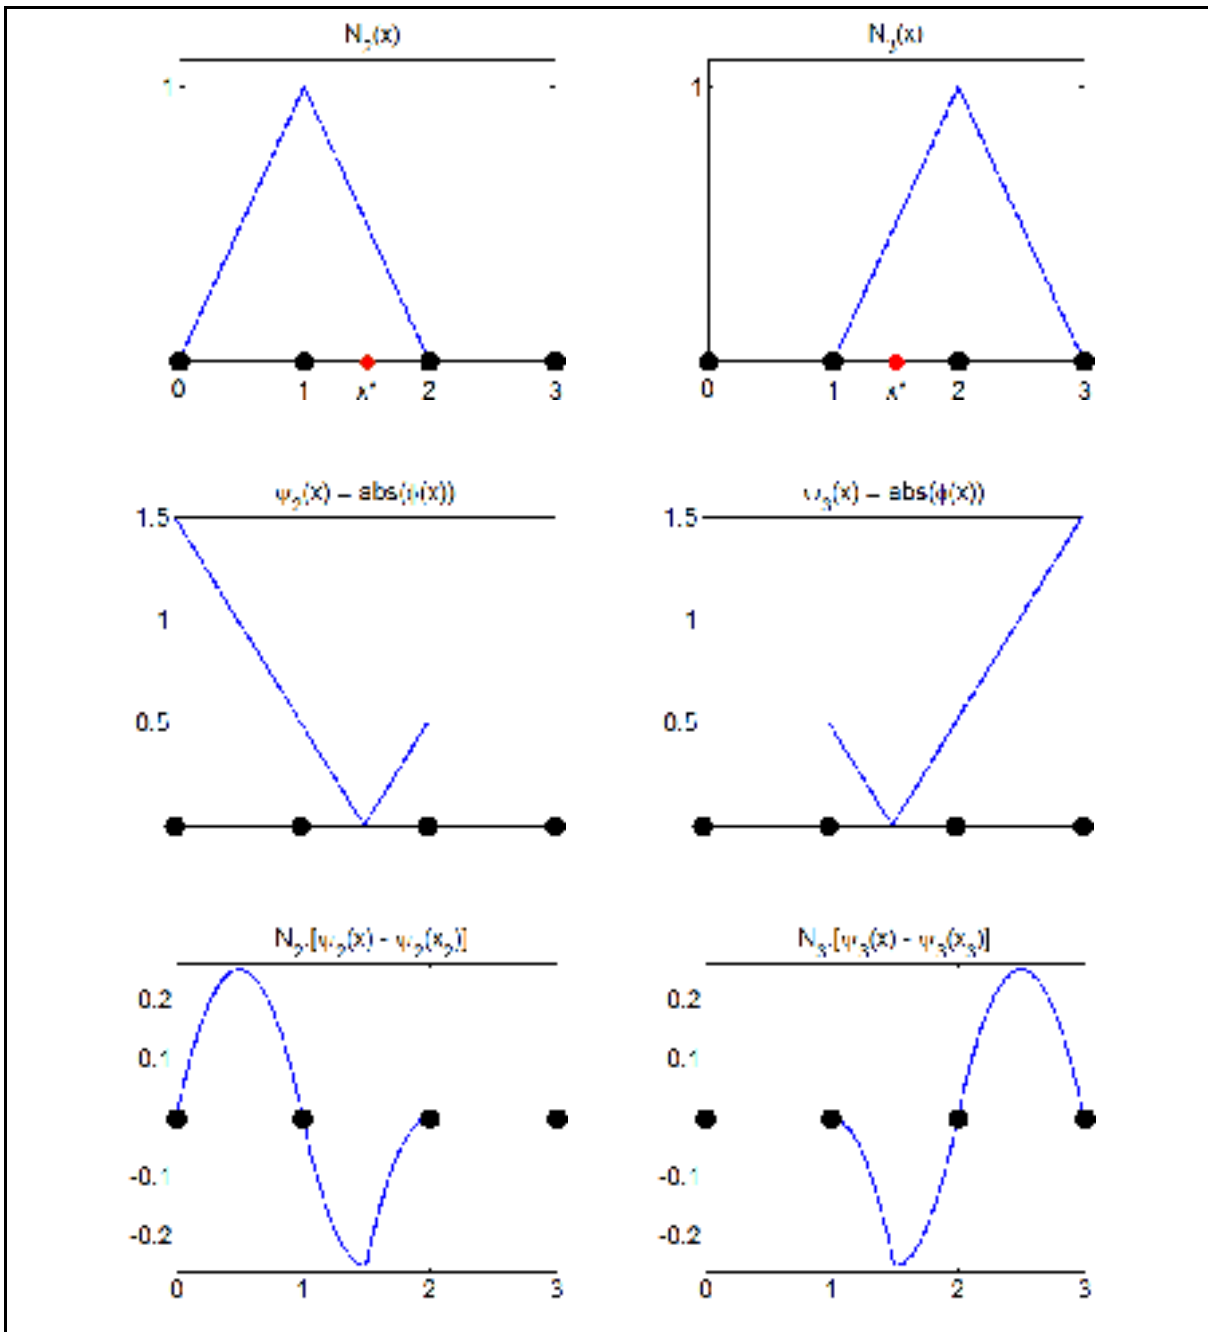 N₂(x)
N₃(x)
1
1
0 1 x* 2 3
0 1 x* 2 3
ψ₂(x) = abs(ϕ(x))
ψ₃(x) = abs(ϕ(x))
1.5
1
0.5
1.5
1
0.5
N₂.[ψ₂(x) - ψ₂(x₂)]
N₃.[ψ₃(x) - ψ₃(x₃)]
0.2
0.1
-0.1
-0.2
0 1 2 3
0.2
0.1
-0.1
-0.2
0 1 2 3